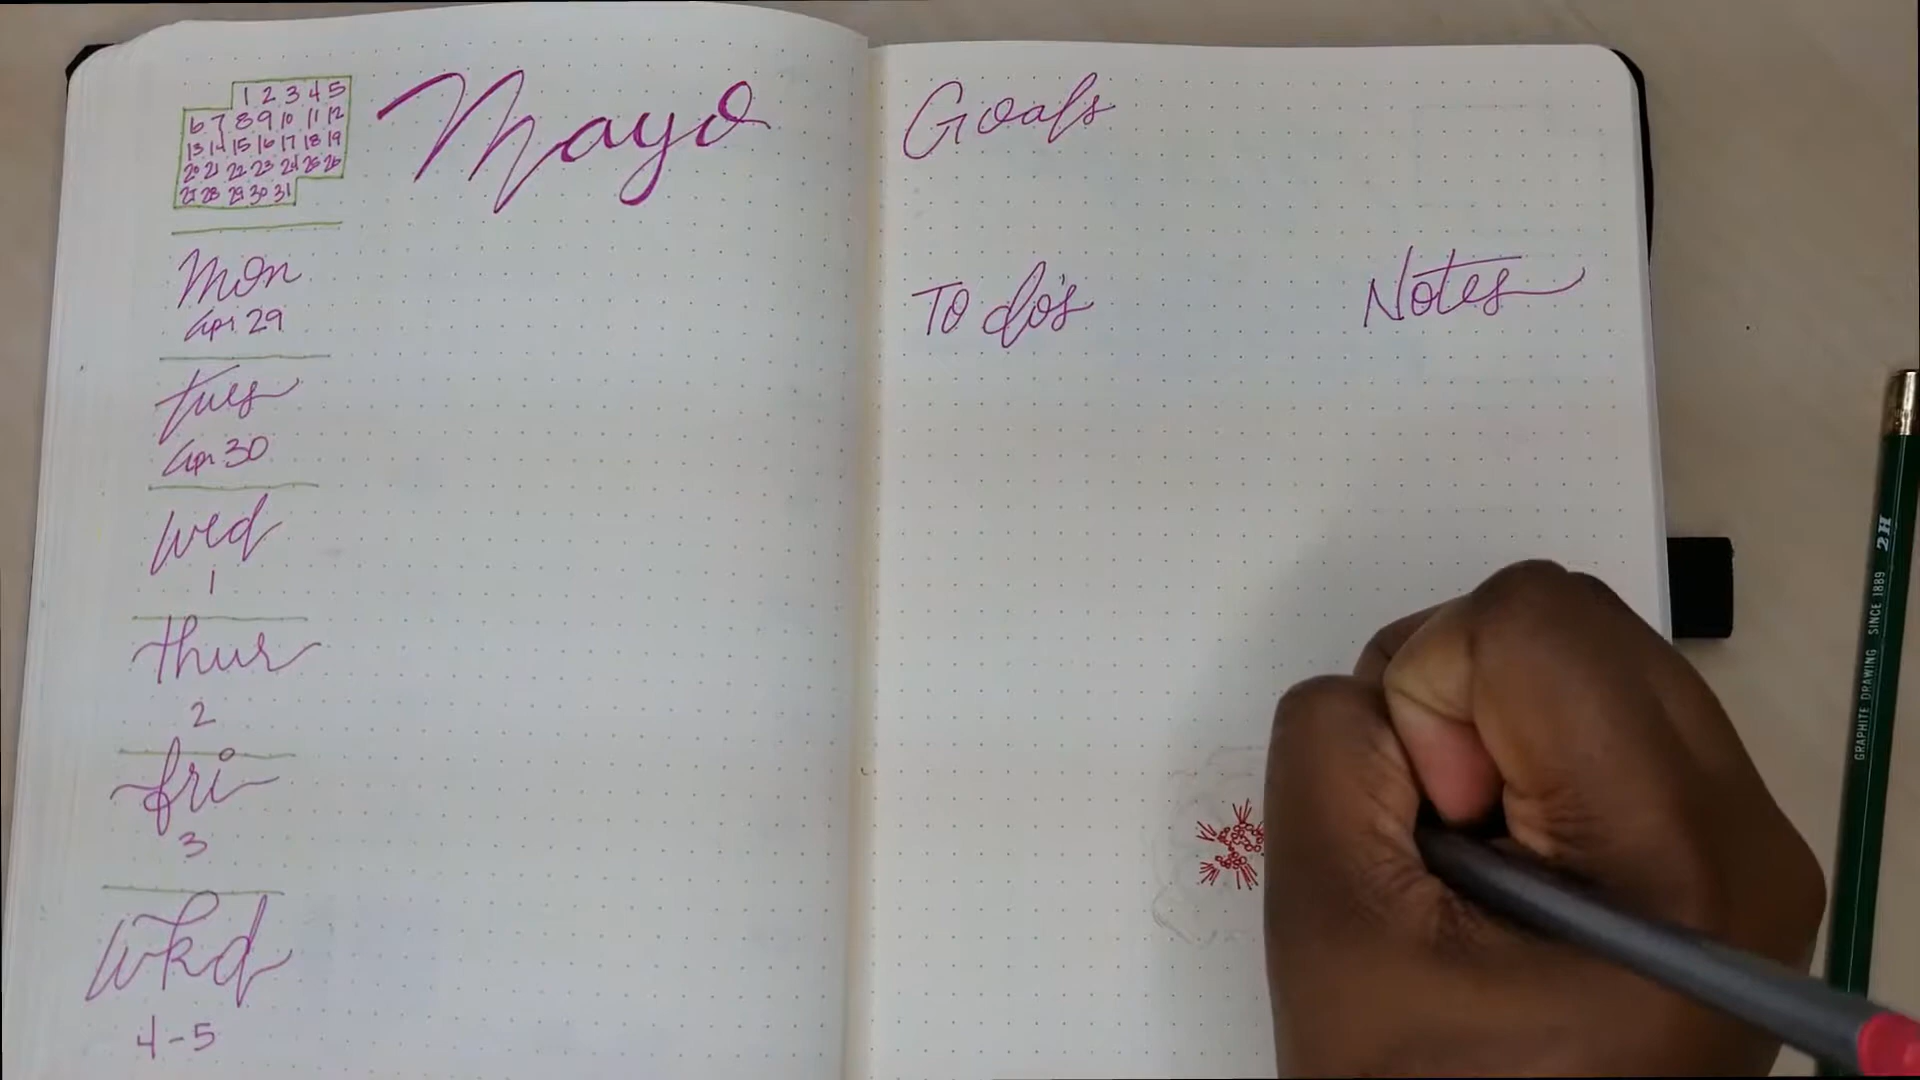 1 2 3 4 5
6 7 8 9 10 11 12
13 14 15 16 17 18 19
20 21 22 23 24 25 26
27 28 29 30 31
Mayo
Mon
Apr 29
tues
Apr 30
wed
1
thur
2
fri
3
wkd
4-5
Goals
To do's
Notes
GRAPHITE DRAWING SINCE 1889 2H